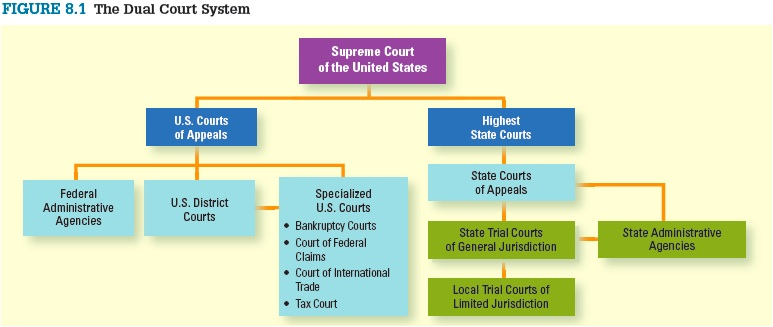 FIGURE 8.1 The Dual Court System
Supreme Court
of the United States
U.S. Courts
of Appeals
Highest
State Courts
Federal
Administrative
Agencies
U.S. District
Courts
Specialized
U.S. Courts
• Bankruptcy Courts
• Court of Federal
Claims
• Court of International
Trade
• Tax Court
State Courts
of Appeals
State Trial Courts
of General Jurisdiction
State Administrative
Agencies
Local Trial Courts of
Limited Jurisdiction